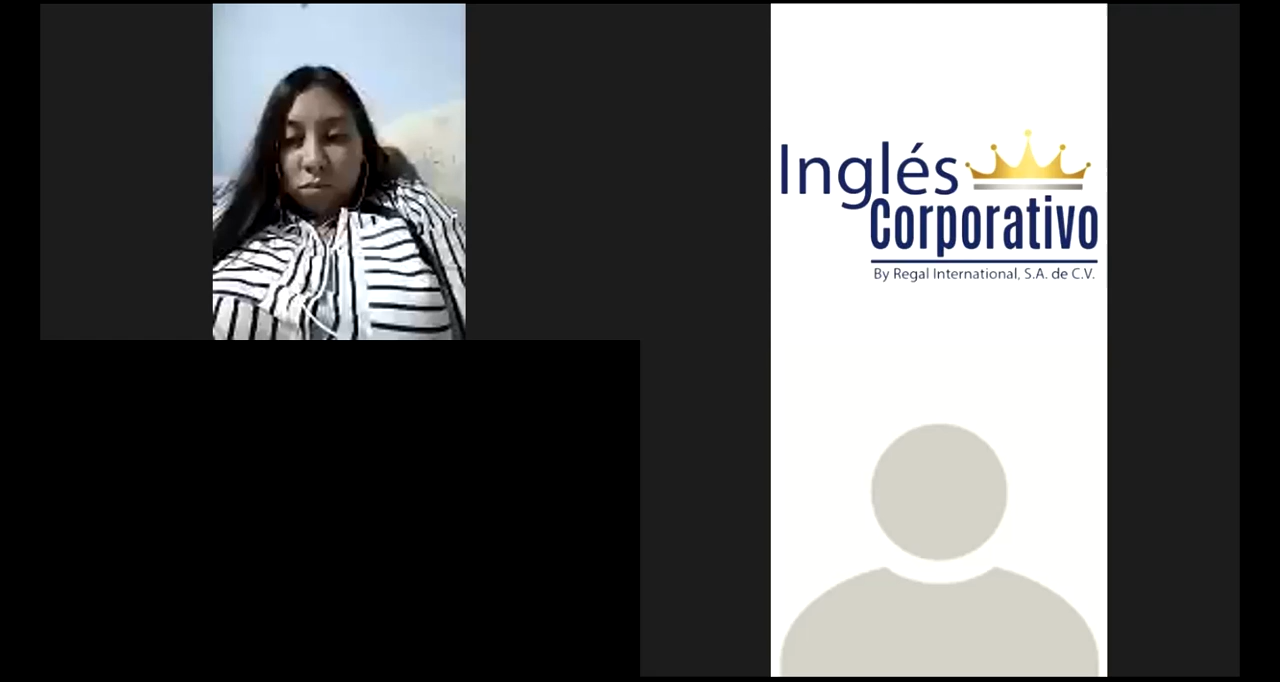 Inglés
Corporativo
By Regal International, S.A. de C.V.